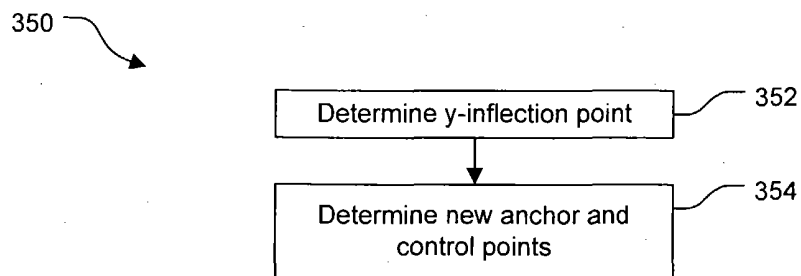 350
Determine y-inflection point
352
Determine new anchor and
control points
354